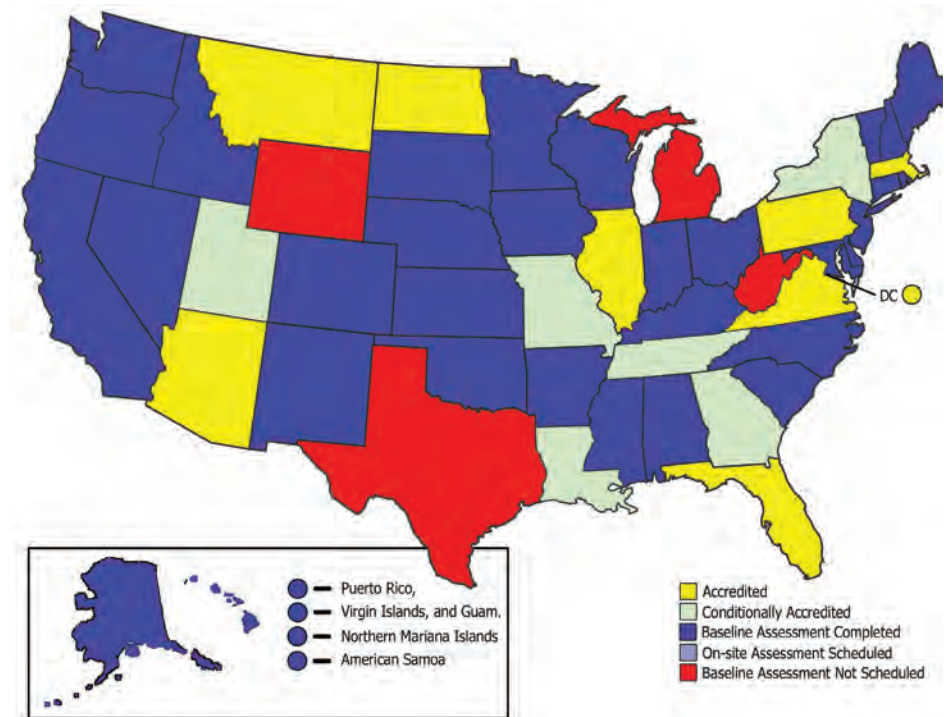 DC
Puerto Rico,
Virgin Islands, and Guam.
Northern Mariana Islands
American Samoa
Accredited
Conditionally Accredited
Baseline Assessment Completed
On-site Assessment Scheduled
Baseline Assessment Not Scheduled